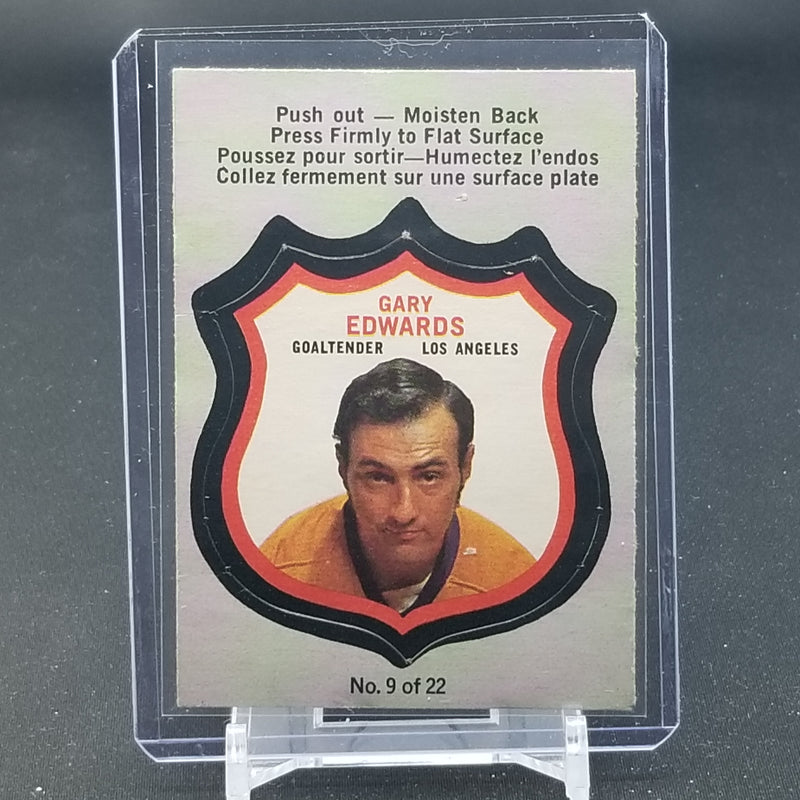 Push out — Moisten Back
Press Firmly to Flat Surface
Poussez pour sortir—Humectez l'endos
Collez fermement sur une surface plate
GARY
EDWARDS
GOALTENDER LOS ANGELES
No. 9 of 22